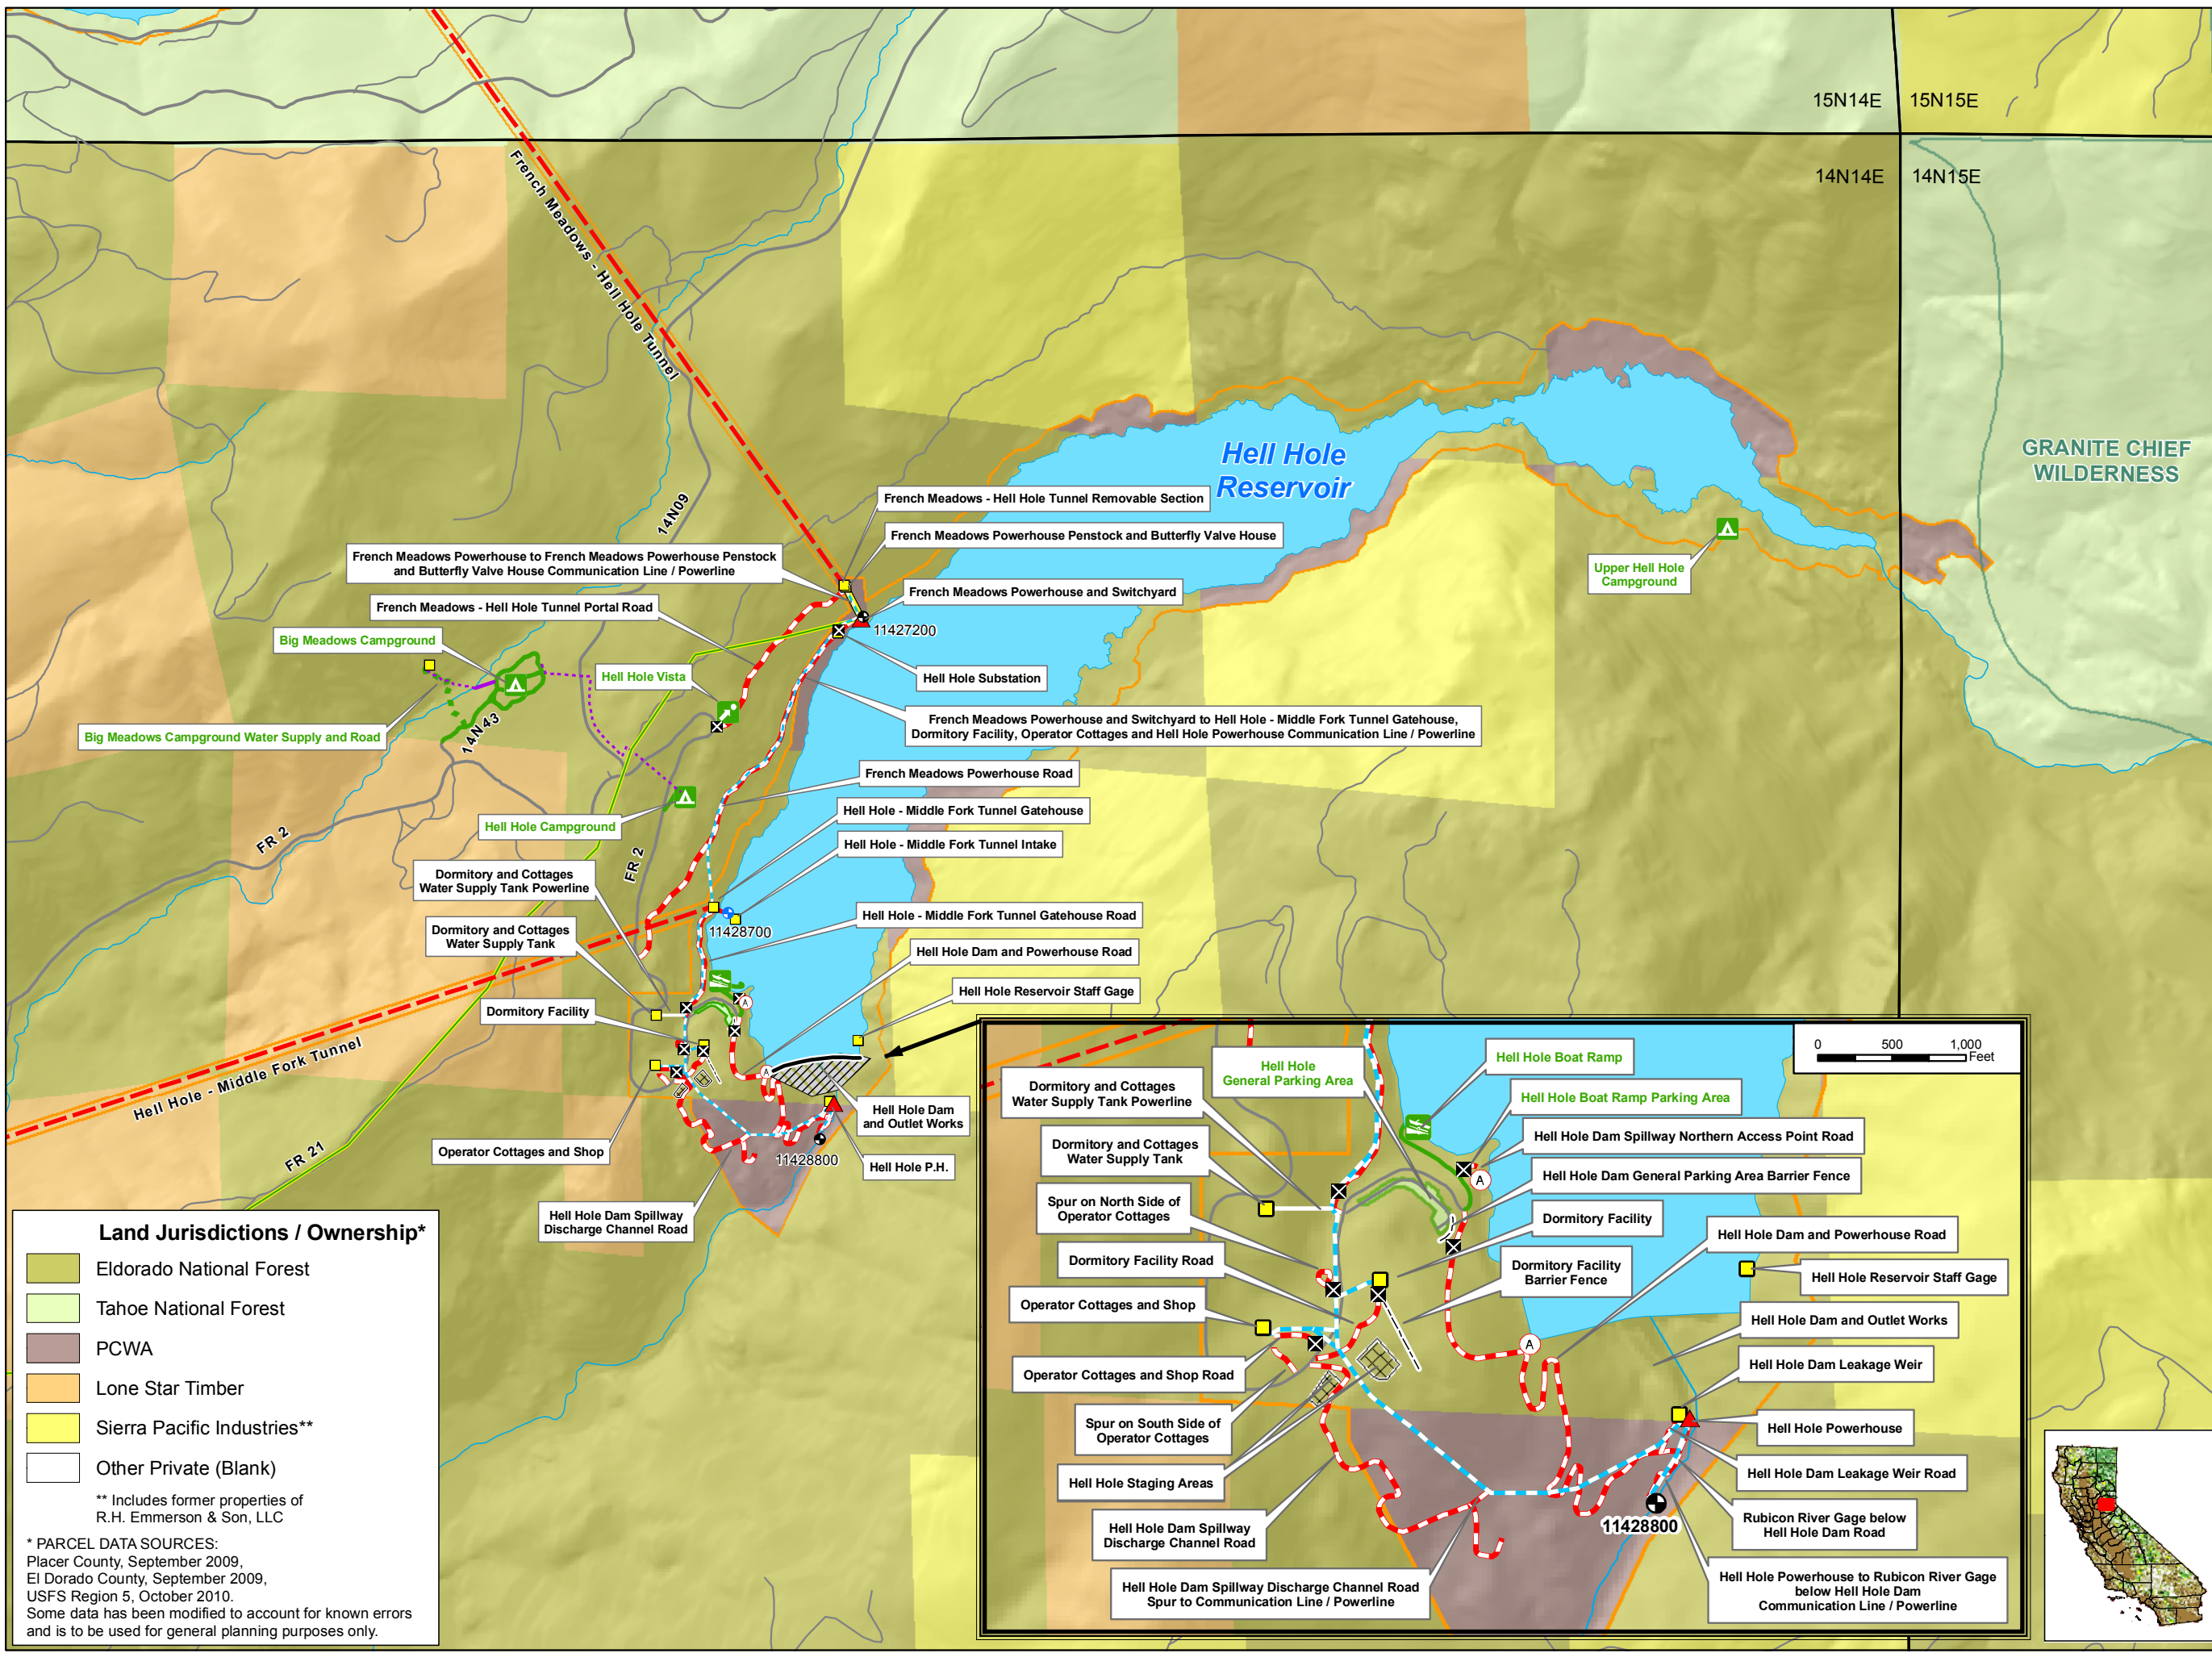 15N14E
15N15E
14N14E
14N15E
French Meadows - Hell Hole Tunnel
Hell Hole
Reservoir
GRANITE CHIEF
WILDERNESS
14N09
French Meadows - Hell Hole Tunnel Removable Section
French Meadows Powerhouse Penstock and Butterfly Valve House
French Meadows Powerhouse to French Meadows Powerhouse Penstock
and Butterfly Valve House Communication Line / Powerline
Upper Hell Hole
Campground
French Meadows Powerhouse and Switchyard
French Meadows - Hell Hole Tunnel Portal Road
11427200
Big Meadows Campground
Hell Hole Vista
Hell Hole Substation
Big Meadows Campground Water Supply and Road
14N43
French Meadows Powerhouse and Switchyard to Hell Hole - Middle Fork Tunnel Gatehouse,
Dormitory Facility, Operator Cottages and Hell Hole Powerhouse Communication Line / Powerline
French Meadows Powerhouse Road
Hell Hole - Middle Fork Tunnel Gatehouse
Hell Hole Campground
FR 2
FR 2
Hell Hole - Middle Fork Tunnel Intake
Dormitory and Cottages
Water Supply Tank Powerline
Hell Hole - Middle Fork Tunnel Gatehouse Road
Dormitory and Cottages
Water Supply Tank
11428700
Hell Hole Dam and Powerhouse Road
Hell Hole Reservoir Staff Gage
A
Dormitory Facility
Hell Hole - Middle Fork Tunnel
A
Hell Hole Dam
and Outlet Works
Operator Cottages and Shop
FR 21
11428800
Hell Hole P.H.
Hell Hole Dam Spillway
Discharge Channel Road
Land Jurisdictions / Ownership*
Eldorado National Forest
Tahoe National Forest
PCWA
Lone Star Timber
Sierra Pacific Industries**
Other Private (Blank)
** Includes former properties of
R.H. Emmerson & Son, LLC
* PARCEL DATA SOURCES:
Placer County, September 2009,
El Dorado County, September 2009,
USFS Region 5, October 2010.
Some data has been modified to account for known errors
and is to be used for general planning purposes only.
0 500 1,000
Feet
Hell Hole
General Parking Area
Hell Hole Boat Ramp
Dormitory and Cottages
Water Supply Tank Powerline
Hell Hole Boat Ramp Parking Area
Hell Hole Dam Spillway Northern Access Point Road
Dormitory and Cottages
Water Supply Tank
Hell Hole Dam General Parking Area Barrier Fence
A
Spur on North Side of
Operator Cottages
Dormitory Facility
Hell Hole Dam and Powerhouse Road
Dormitory Facility Road
Dormitory Facility
Barrier Fence
Hell Hole Reservoir Staff Gage
Operator Cottages and Shop
Hell Hole Dam and Outlet Works
A
Hell Hole Dam Leakage Weir
Operator Cottages and Shop Road
Spur on South Side of
Operator Cottages
Hell Hole Powerhouse
Hell Hole Staging Areas
Hell Hole Dam Leakage Weir Road
11428800
Rubicon River Gage below
Hell Hole Dam Road
Hell Hole Dam Spillway
Discharge Channel Road
Hell Hole Dam Spillway Discharge Channel Road
Spur to Communication Line / Powerline
Hell Hole Powerhouse to Rubicon River Gage
below Hell Hole Dam
Communication Line / Powerline